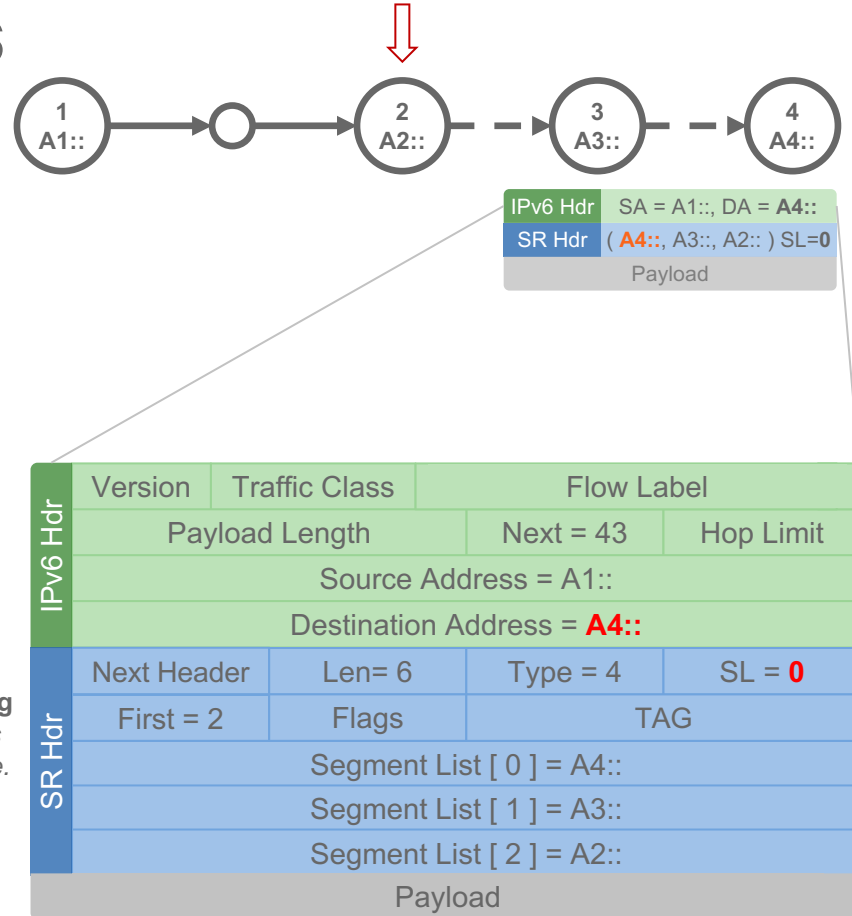 s
1 2 3 4
A1:: A2:: A3:: A4::
IPv6 Hdr SA = A1::, DA = A4::
SR Hdr ( A4::, A3::, A2:: ) SL=0
Payload
IPv6 Hdr
Version Traffic Class Flow Label
Payload Length Next = 43 Hop Limit
Source Address = A1::
Destination Address = A4::
SR Hdr
Next Header Len= 6 Type = 4 SL = 0
First = 2 Flags TAG
Segment List [ 0 ] = A4::
Segment List [ 1 ] = A3::
Segment List [ 2 ] = A2::
Payload
g
e.